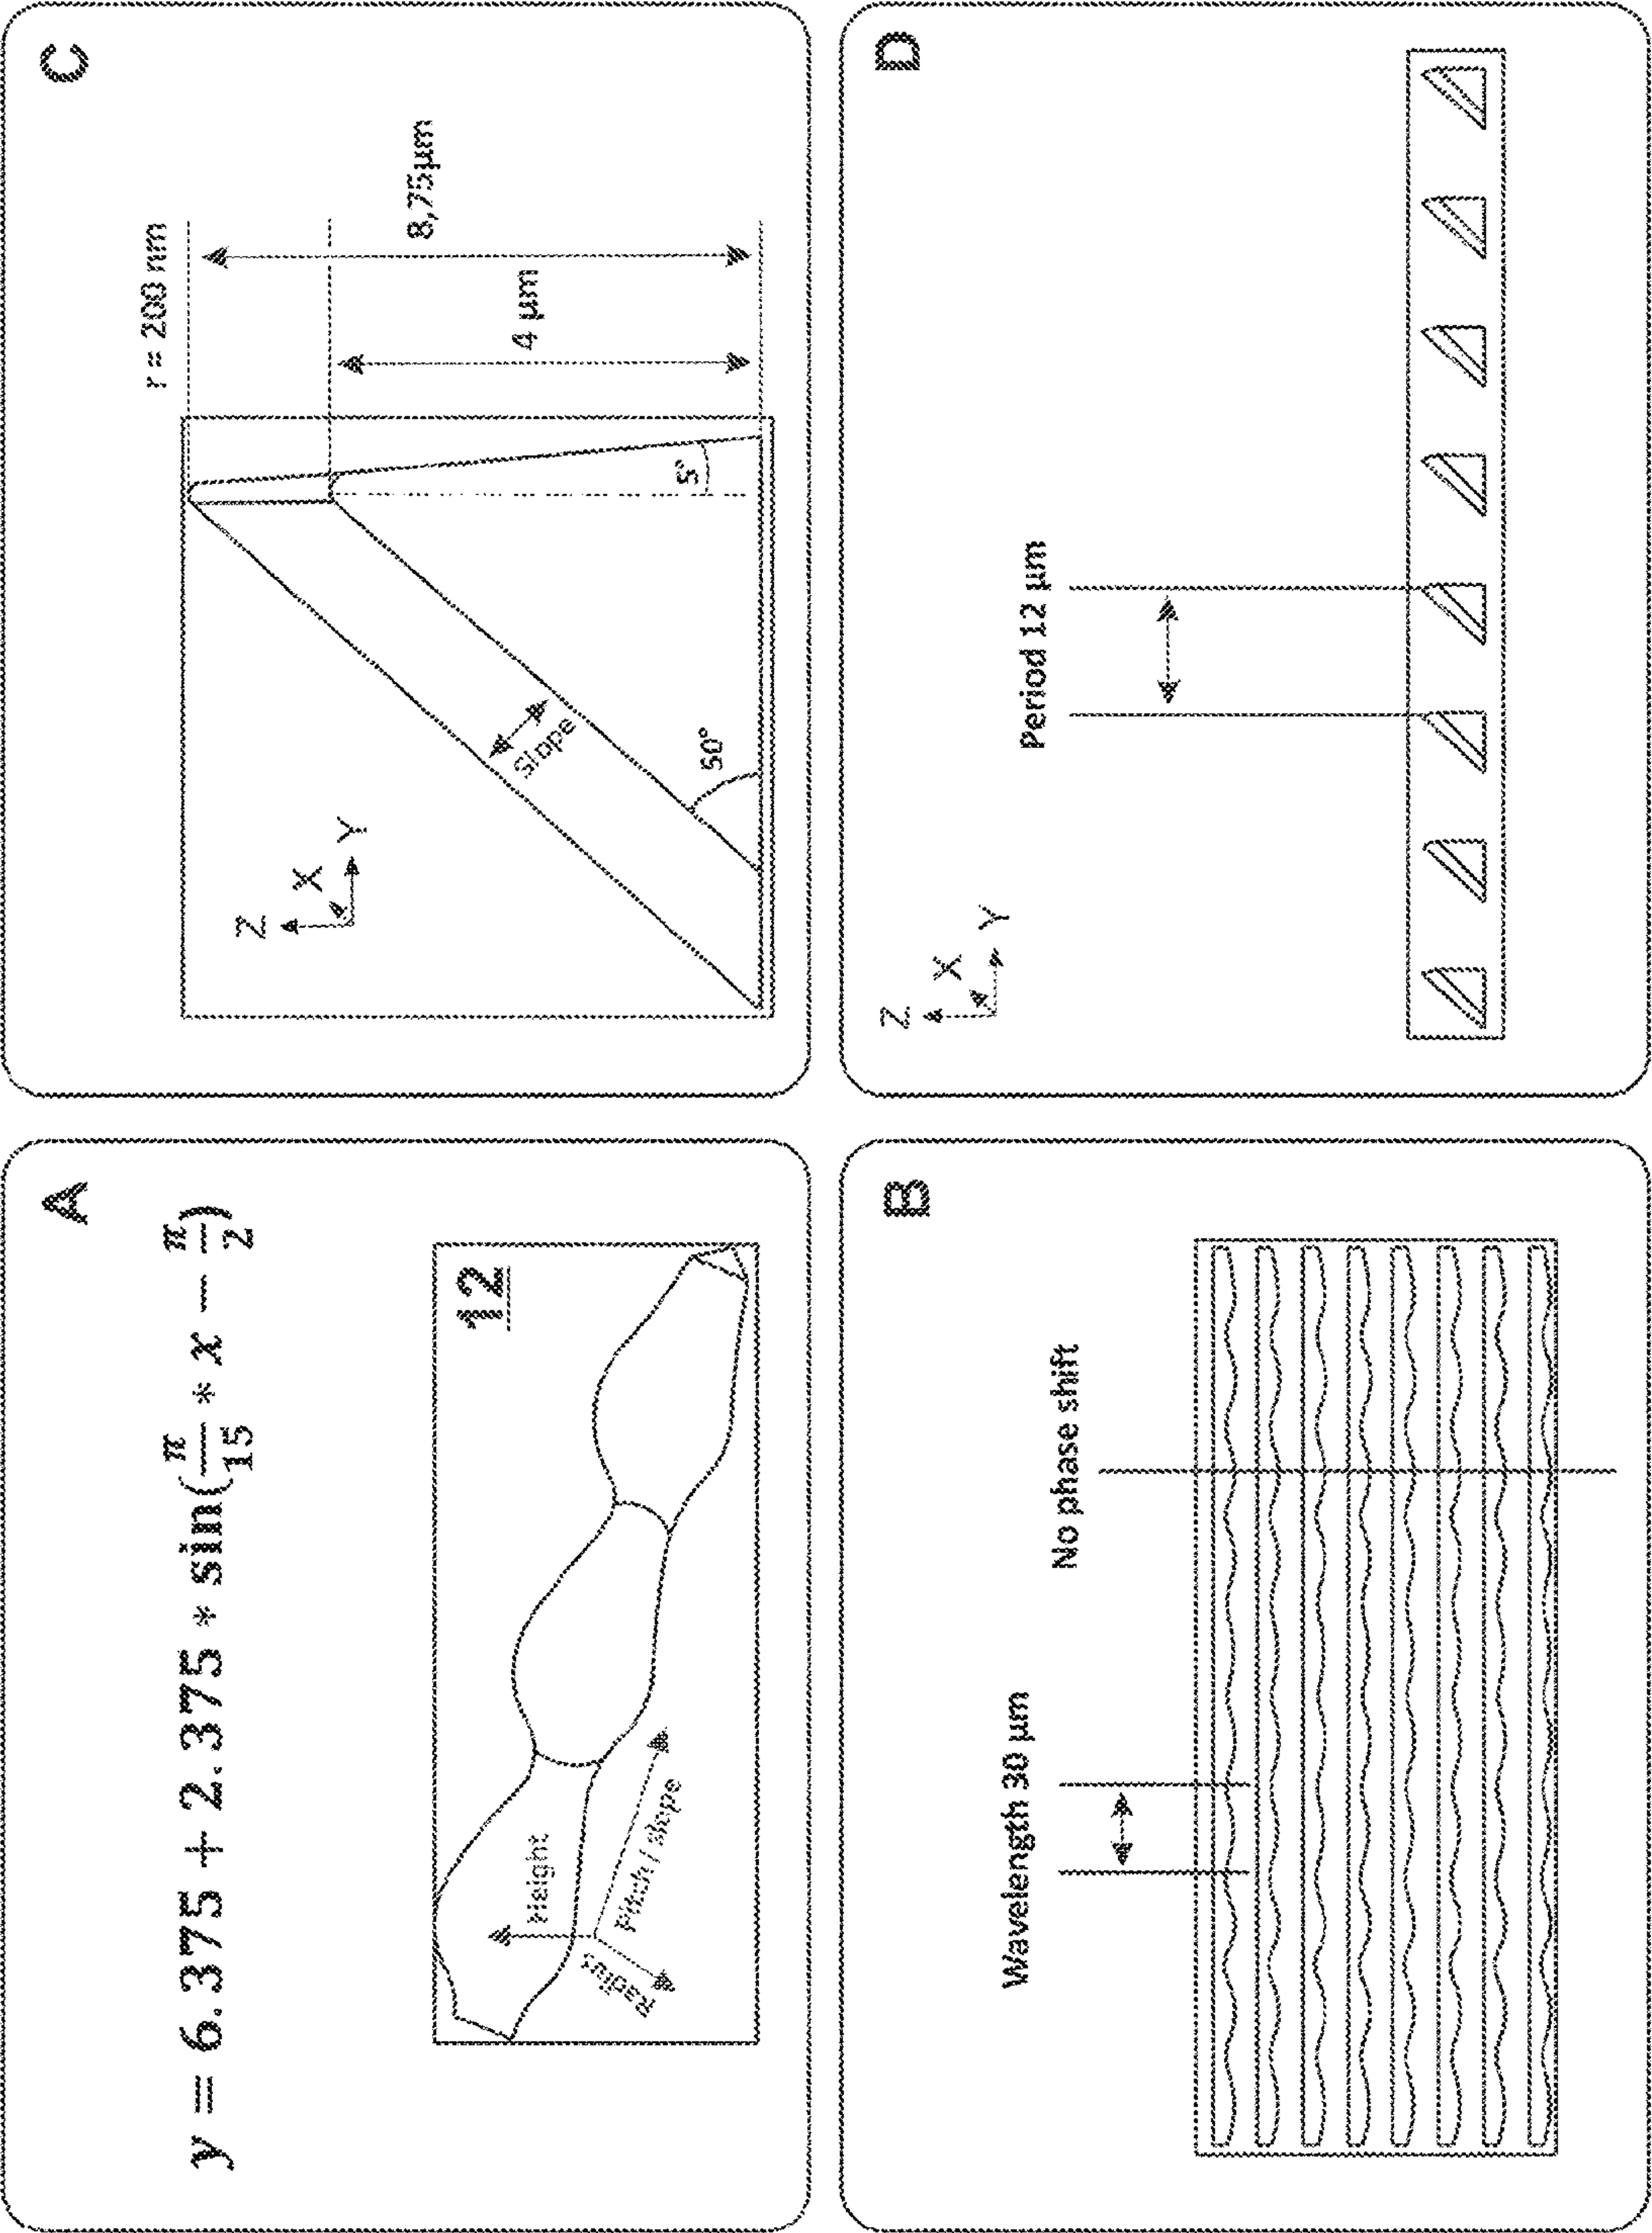 A
y = 6.375 + 2.375 * sin(π/15 * x − π/2)
12
Height
Pitch / slope
Radius
B
Wavelength 30 µm
No phase shift
C
r = 200 nm
8,75µm
4 µm
Z
X
Y
Slope
50°
5°
D
Z
X
Y
Period 12 µm